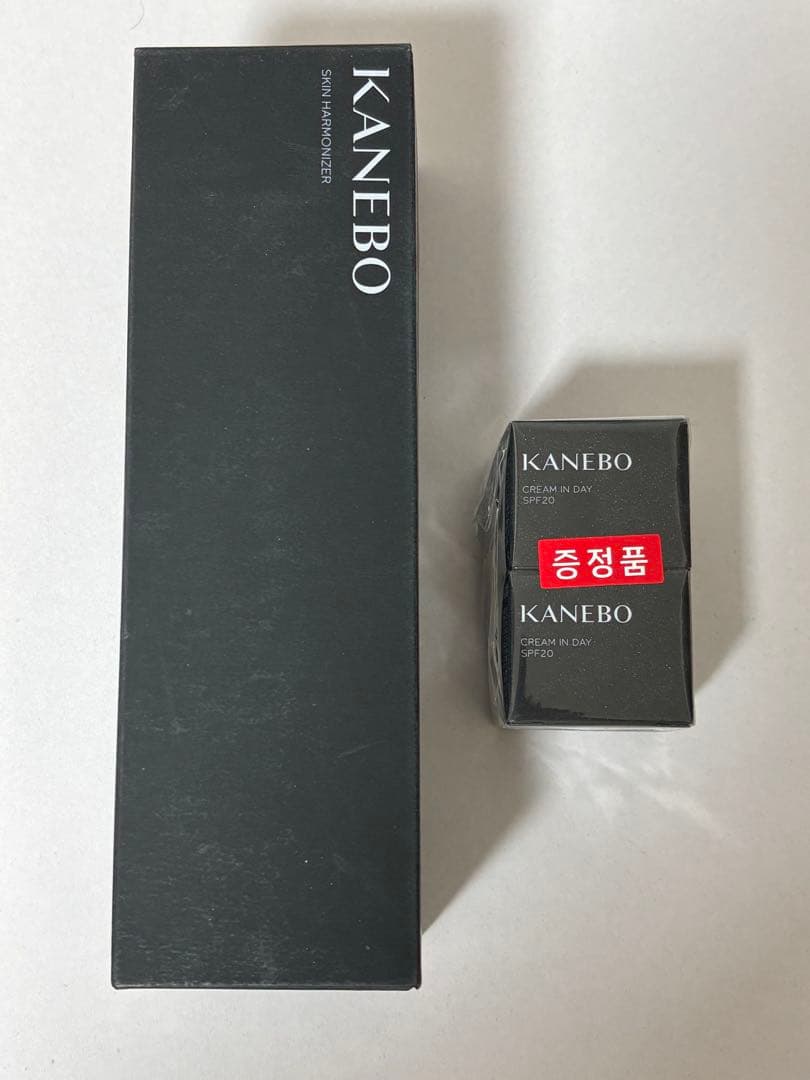 KANEBO
SKIN HARMONIZER
KANEBO
CREAM IN DAY
SPF20
증정품
KANEBO
CREAM IN DAY
SPF20